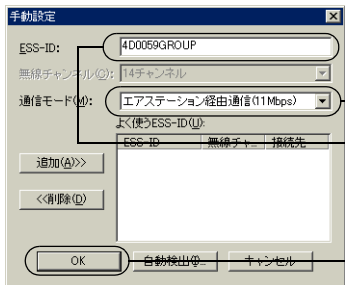 手動設定
ESS-ID:
4D0059GROUP
無線チャンネル(C):
14チャンネル
通信モード(M):
エアステーション経由通信(11Mbps)
よく使うESS-ID(U):
ESS-ID 無線チャ... 接続先
追加(A)>>
<<削除(D)
OK
自動検出(I)...
キャンセル